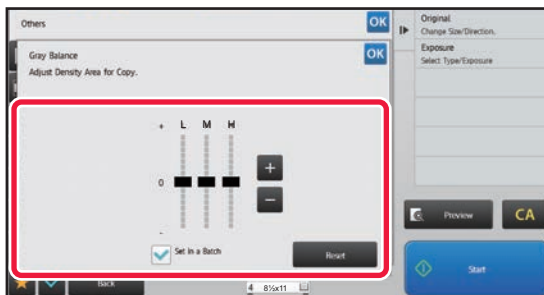 Others
OK
Gray Balance
OK
Adjust Density Area for Copy.
+ L M H
0
-
+
−
Set in a Batch
Reset
Back
4 8½x11
Original
Change Size/Direction.
Exposure
Select Type/Exposure
Preview
CA
Start